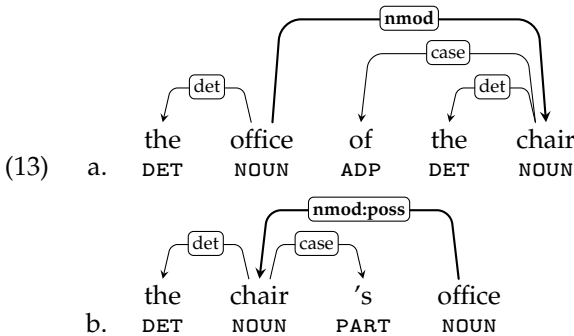 nmod
case
det det
the office of the chair
(13) a. DET NOUN ADP DET NOUN
nmod:poss
det case
the chair 's office
b. DET NOUN PART NOUN